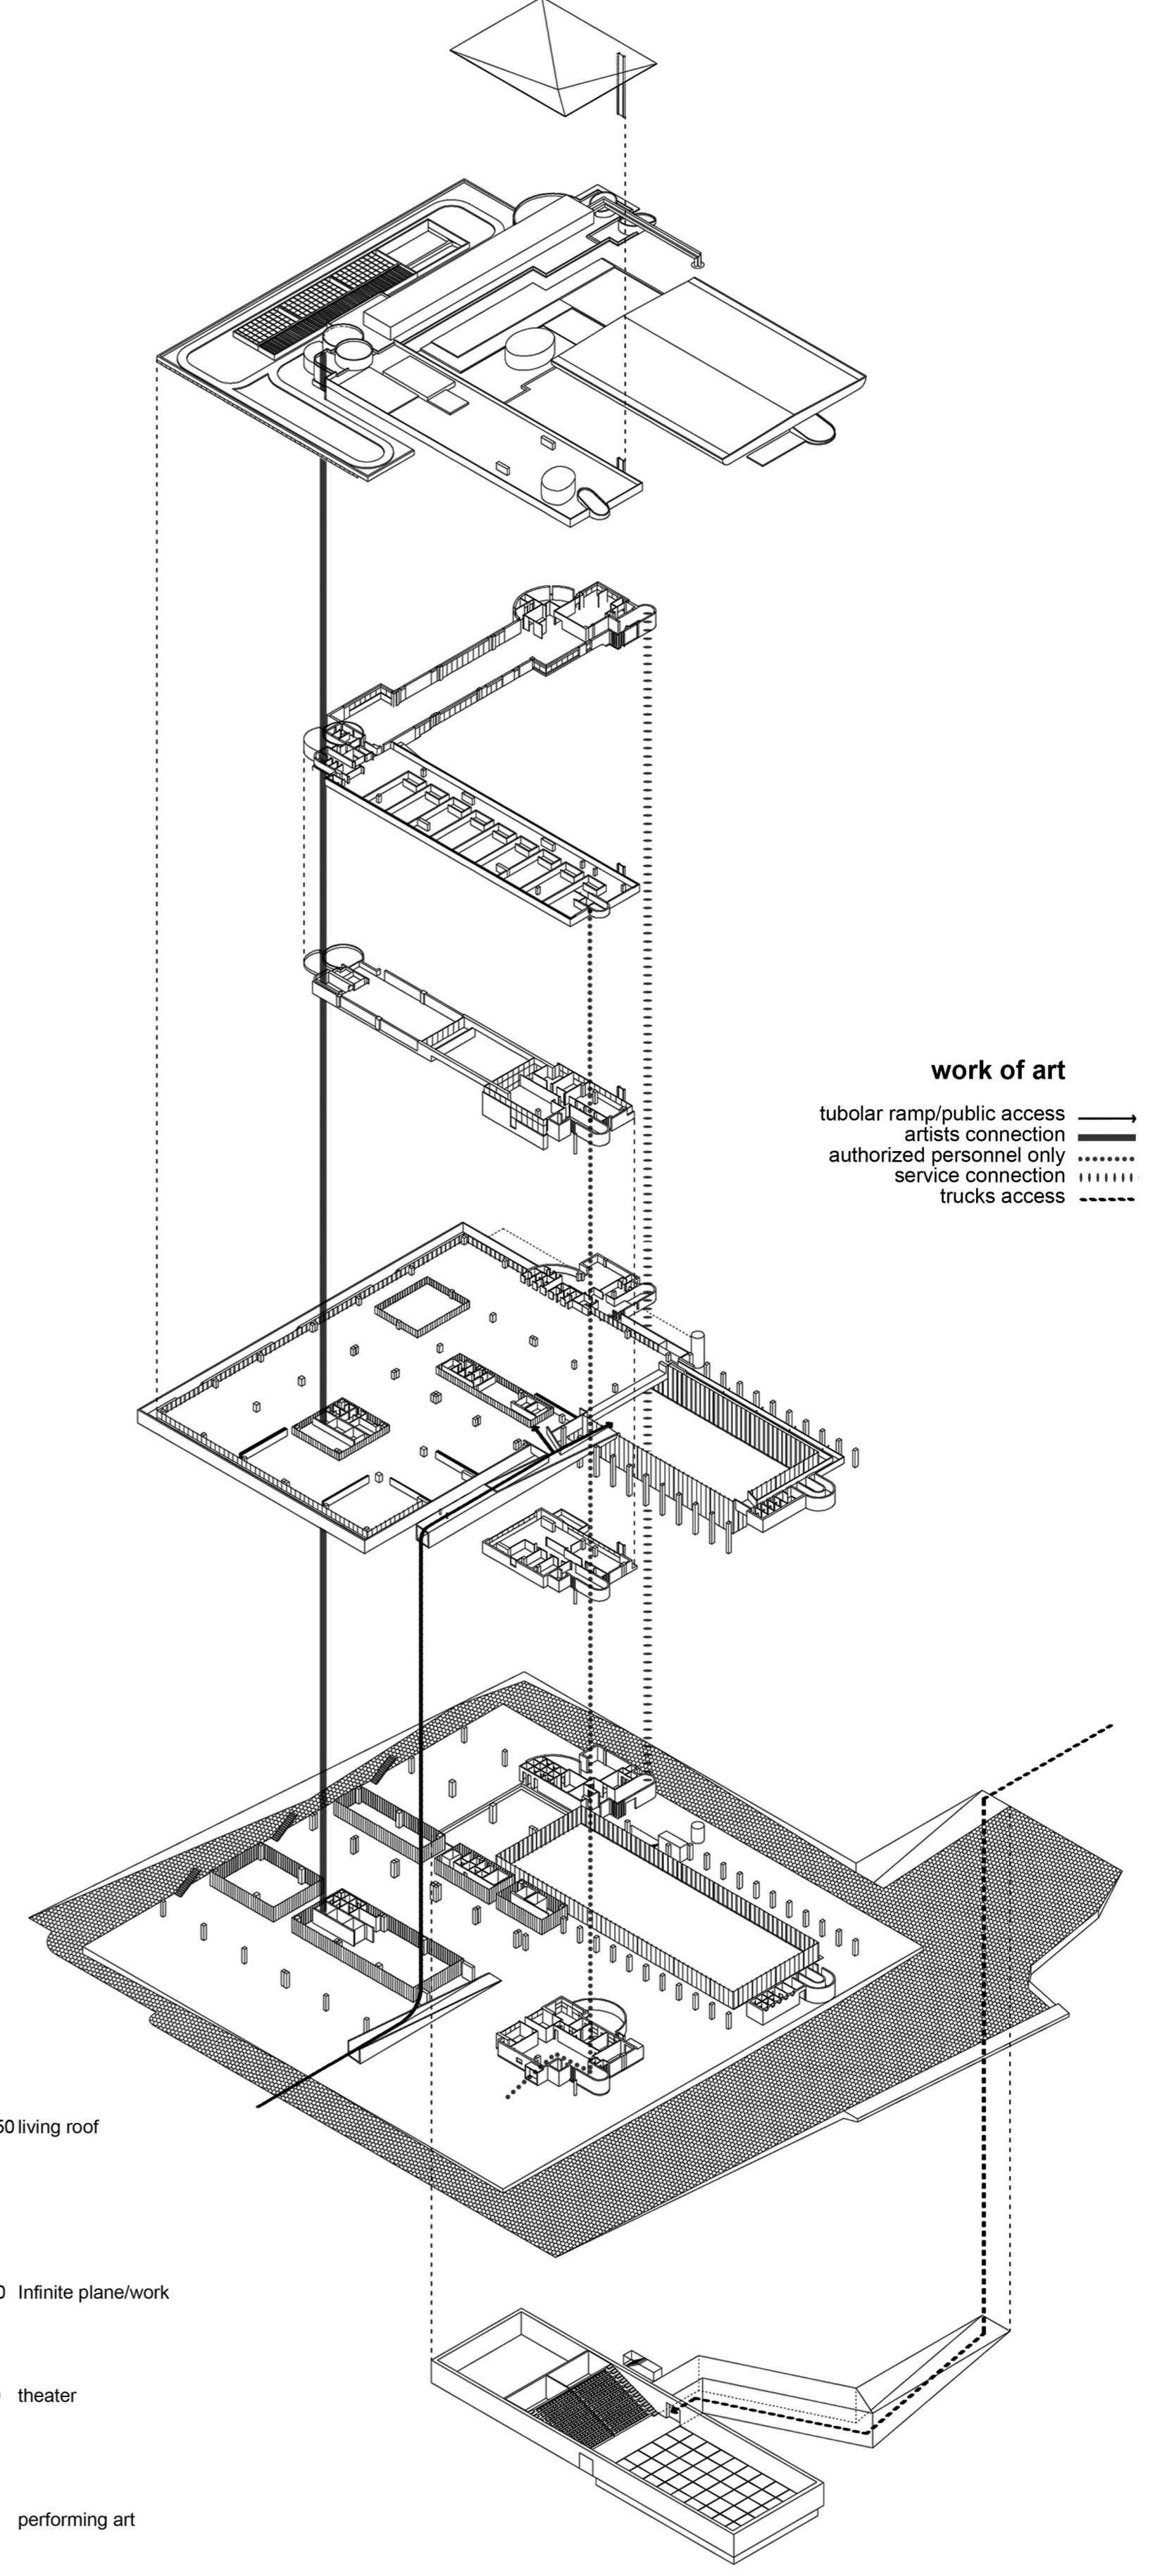 work of art
tubolar ramp/public access
artists connection
authorized personnel only
service connection
trucks access
50 living roof
0 Infinite plane/work
theater
performing art